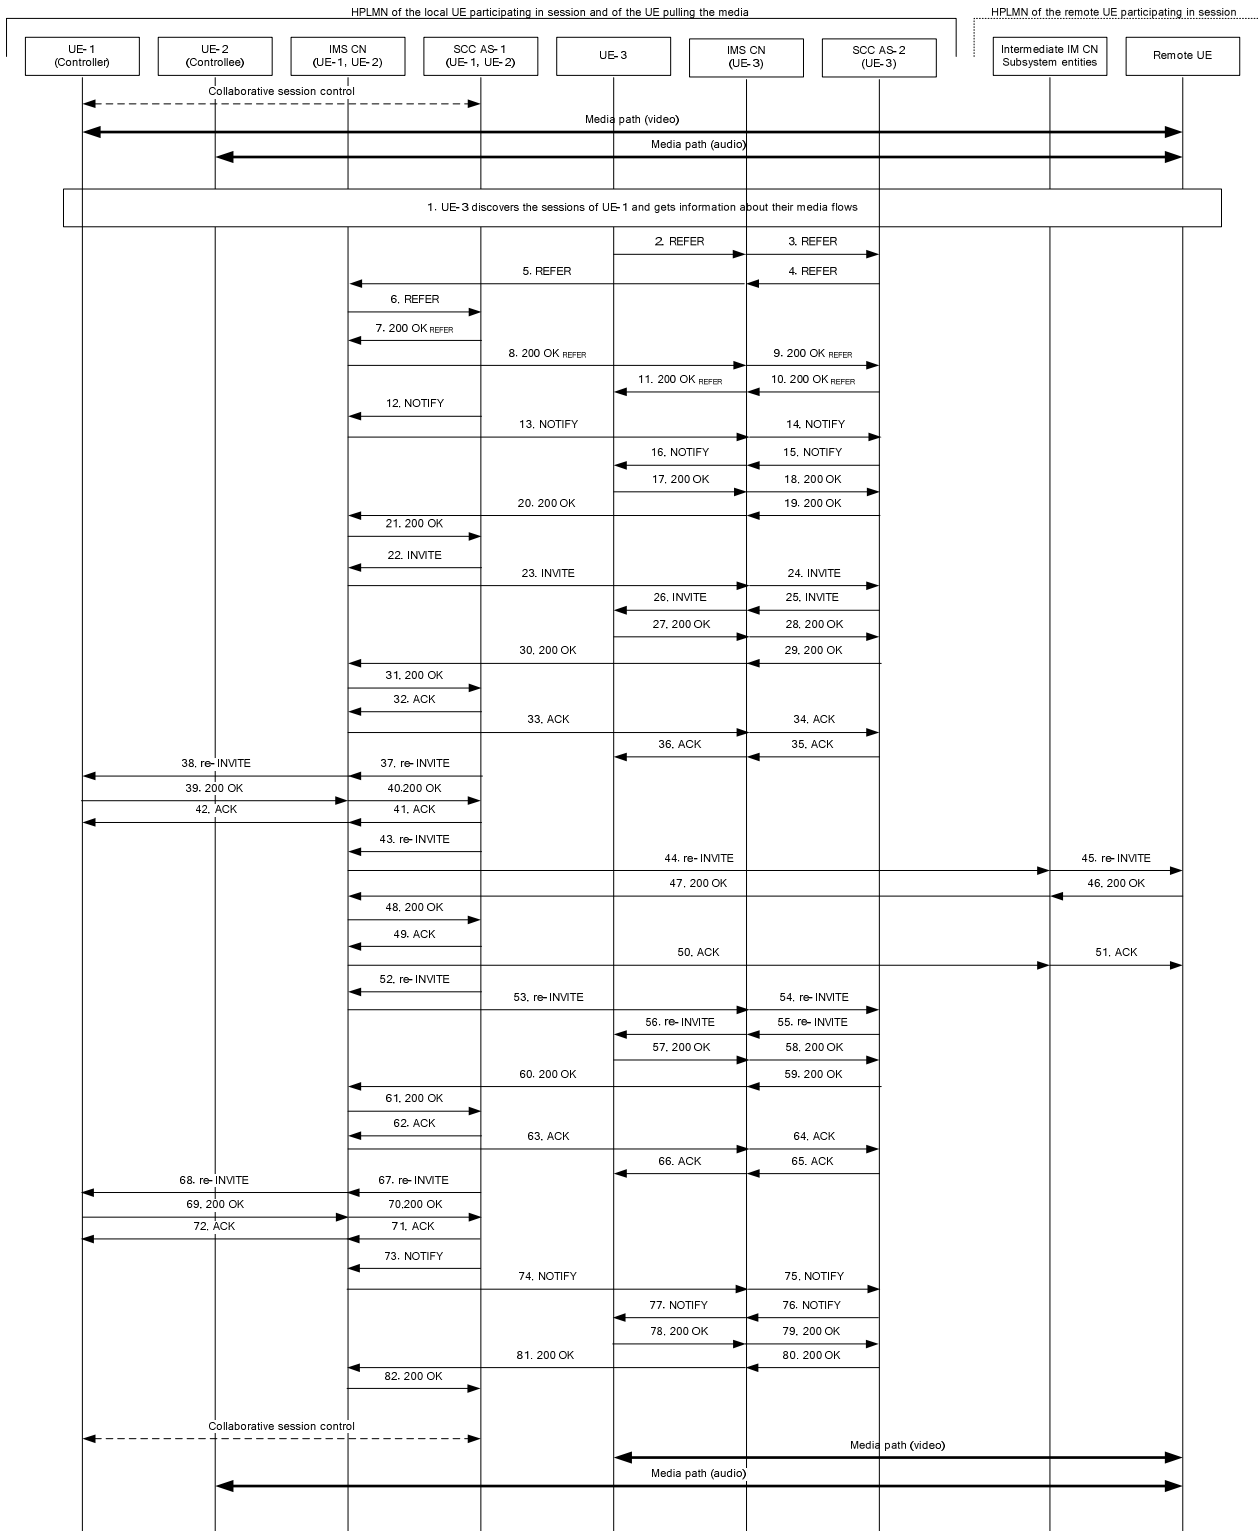 HPLMN of the local UE participating in session and of the UE pulling the media
HPLMN of the remote UE participating in session
UE-1
(Controller)
UE-2
(Controllee)
IMS CN
(UE-1, UE-2)
SCC AS-1
(UE-1, UE-2)
UE-3
IMS CN
(UE-3)
SCC AS-2
(UE-3)
Intermediate IM CN
Subsystem entities
Remote UE
Collaborative session control
Media path (video)
Media path (audio)
1. UE-3 discovers the sessions of UE-1 and gets information about their media flows
2. REFER
3. REFER
5. REFER
4. REFER
6. REFER
7. 200 OK REFER
8. 200 OK REFER
9. 200 OK REFER
11. 200 OK REFER
10. 200 OK REFER
12. NOTIFY
13. NOTIFY
14. NOTIFY
16. NOTIFY
15. NOTIFY
17. 200 OK
18. 200 OK
20. 200 OK
19. 200 OK
21. 200 OK
22. INVITE
23. INVITE
24. INVITE
26. INVITE
25. INVITE
27. 200 OK
28. 200 OK
30. 200 OK
29. 200 OK
31. 200 OK
32. ACK
33. ACK
34. ACK
36. ACK
35. ACK
38. re-INVITE
37. re-INVITE
39. 200 OK
40.200 OK
42. ACK
41. ACK
43. re-INVITE
44. re-INVITE
45. re-INVITE
47. 200 OK
46. 200 OK
48. 200 OK
49. ACK
50. ACK
51. ACK
52. re-INVITE
53. re-INVITE
54. re-INVITE
56. re-INVITE
55. re-INVITE
57. 200 OK
58. 200 OK
60. 200 OK
59. 200 OK
61. 200 OK
62. ACK
63. ACK
64. ACK
66. ACK
65. ACK
68. re-INVITE
67. re-INVITE
69. 200 OK
70.200 OK
72. ACK
71. ACK
73. NOTIFY
74. NOTIFY
75. NOTIFY
77. NOTIFY
76. NOTIFY
78. 200 OK
79. 200 OK
81. 200 OK
80. 200 OK
82. 200 OK
Collaborative session control
Media path (video)
Media path (audio)